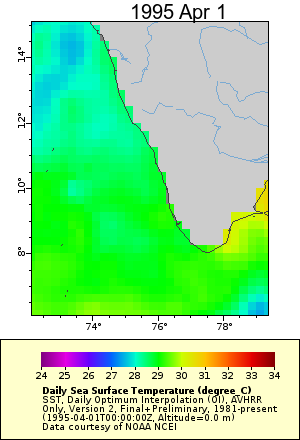 1995 Apr 1
14°
12°
10°
8°
74° 76° 78°
24 25 26 27 28 29 30 31 32 33 34
Daily Sea Surface Temperature (degree_C)
SST, Daily Optimum Interpolation (OI), AVHRR
Only, Version 2, Final+Preliminary, 1981-present
(1995-04-01T00:00:00Z, Altitude=0.0 m)
Data courtesy of NOAA NCEI